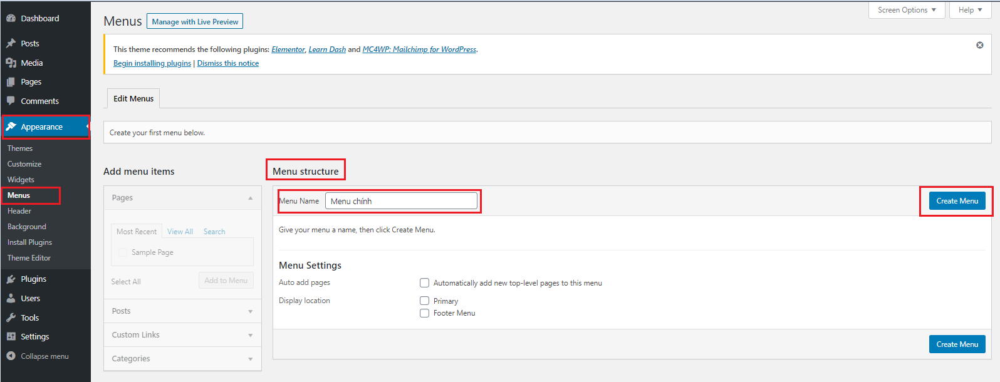 Dashboard
Posts
Media
Pages
Comments
Appearance
Themes
Customize
Widgets
Menus
Header
Background
Install Plugins
Theme Editor
Plugins
Users
Tools
Settings
Collapse menu
Screen Options
Help
Menus
Manage with Live Preview
This theme recommends the following plugins: Elementor, Learn Dash and MC4WP: Mailchimp for WordPress.
Begin installing plugins | Dismiss this notice
Edit Menus
Create your first menu below.
Add menu items
Pages
Most Recent View All Search
Sample Page
Select All Add to Menu
Posts
Custom Links
Categories
Menu structure
Menu Name Menu chính Create Menu
Give your menu a name, then click Create Menu.
Menu Settings
Auto add pages Automatically add new top-level pages to this menu
Display location Primary
Footer Menu
Create Menu